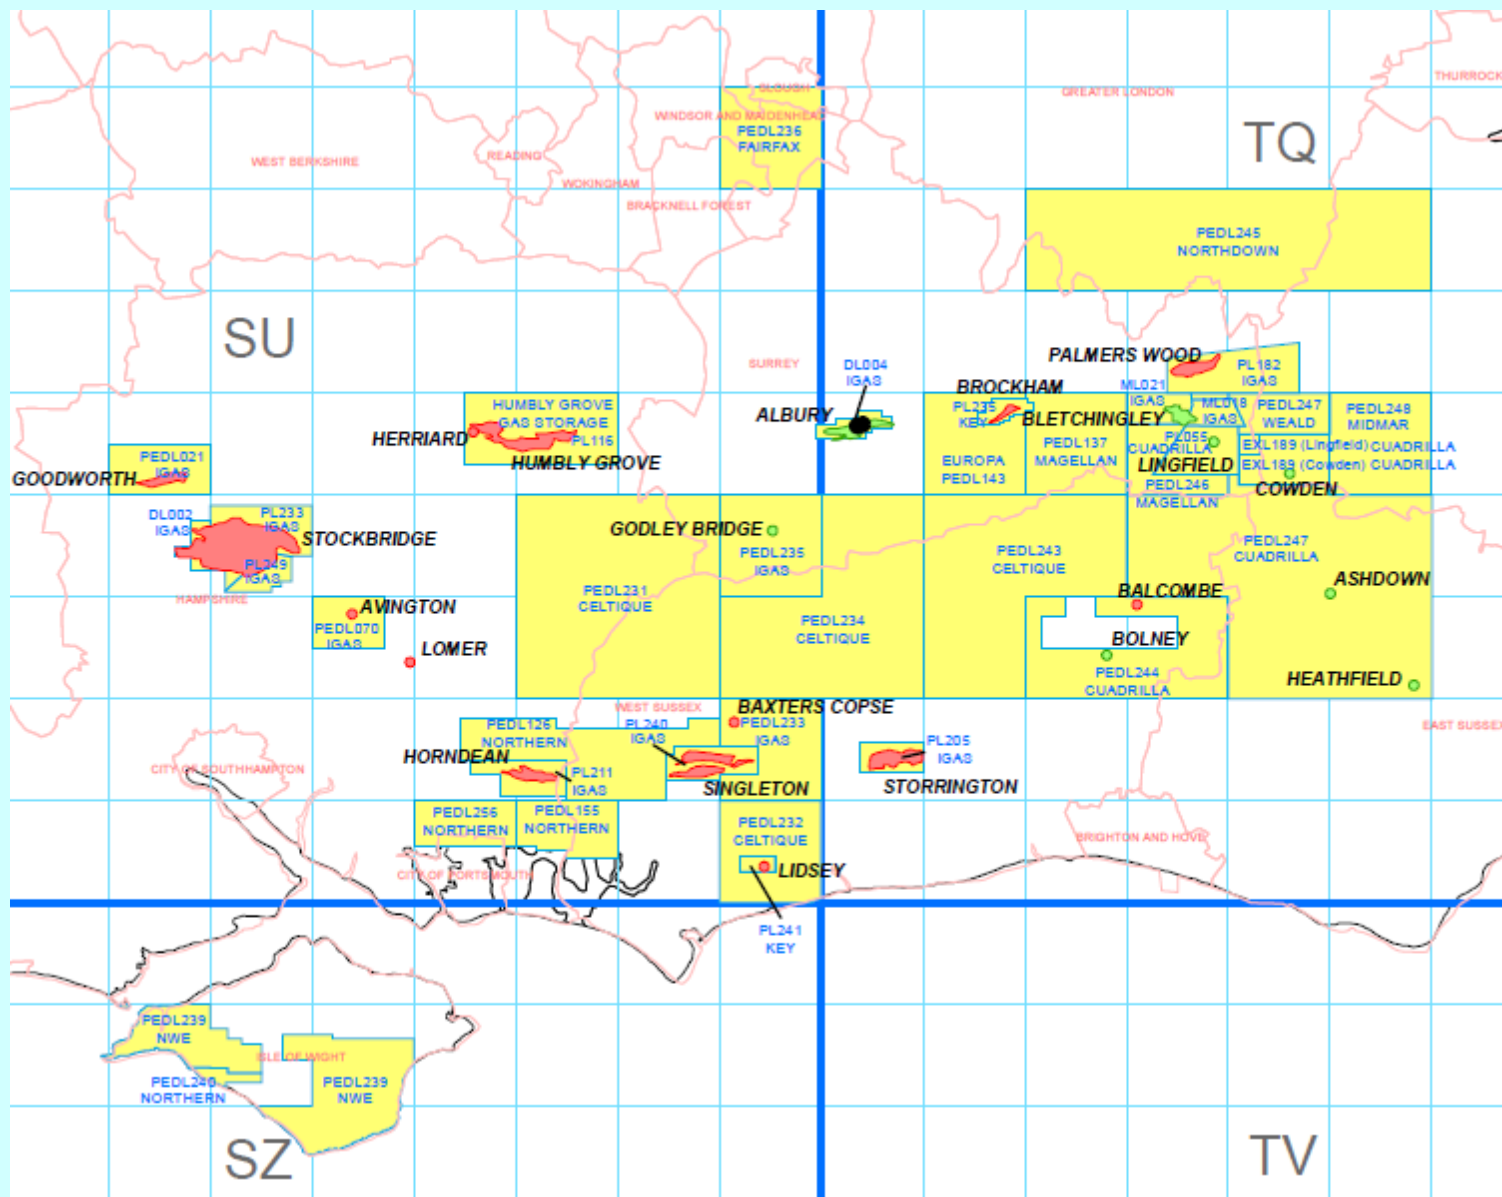 SLOUGH
THURROCK
GREATER LONDON
WINDSOR AND MAIDENHEAD
PEDL236
FAIRFAX
TQ
WEST BERKSHIRE
READING
WOKINGHAM
BRACKNELL FOREST
PEDL245
NORTHDOWN
SU
SURREY
DL004
IGAS
PALMERS WOOD
PL182
IGAS
BROCKHAM
ML021
IGAS
HUMBLY GROVE
GAS STORAGE
PL116
HERRIARD
HUMBLY GROVE
ALBURY
PL235
KEY
BLETCHINGLEY
ML018
IGAS
PEDL247
WEALD
PEDL248
MIDMAR
PEDL137
MAGELLAN
PL055
CUADRILLA
EXL189 (Lingfield) CUADRILLA
EXL189 (Cowden) CUADRILLA
LINGFIELD
COWDEN
EUROPA
PEDL143
PEDL246
MAGELLAN
PEDL021
IGAS
GOODWORTH
DL002
IGAS
PL233
IGAS
STOCKBRIDGE
PL249
IGAS
HAMPSHIRE
GODLEY BRIDGE
PEDL235
IGAS
PEDL243
CELTIQUE
PEDL247
CUADRILLA
ASHDOWN
PEDL231
CELTIQUE
BALCOMBE
AVINGTON
PEDL070
IGAS
LOMER
PEDL234
CELTIQUE
BOLNEY
PEDL244
CUADRILLA
HEATHFIELD
WEST SUSSEX
BAXTERS COPSE
PEDL233
IGAS
PEDL126
NORTHERN
PL240
IGAS
EAST SUSSEX
HORNDEAN
PL211
IGAS
SINGLETON
PL205
IGAS
STORRINGTON
CITY OF SOUTHHAMPTON
PEDL256
NORTHERN
PEDL155
NORTHERN
PEDL232
CELTIQUE
BRIGHTON AND HOVE
LIDSEY
CITY OF PORTSMOUTH
PL241
KEY
PEDL239
NWE
ISLE OF WIGHT
PEDL240
NORTHERN
PEDL239
NWE
SZ
TV